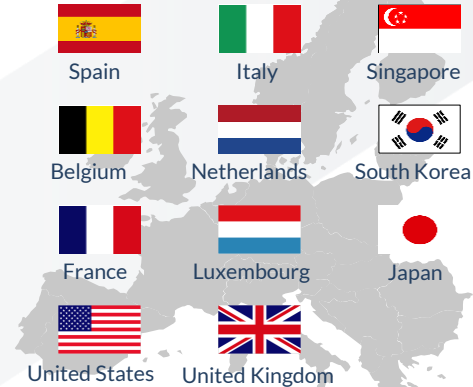 Spain
Italy
Singapore
Belgium
Netherlands
South Korea
France
Luxembourg
Japan
United States
United Kingdom